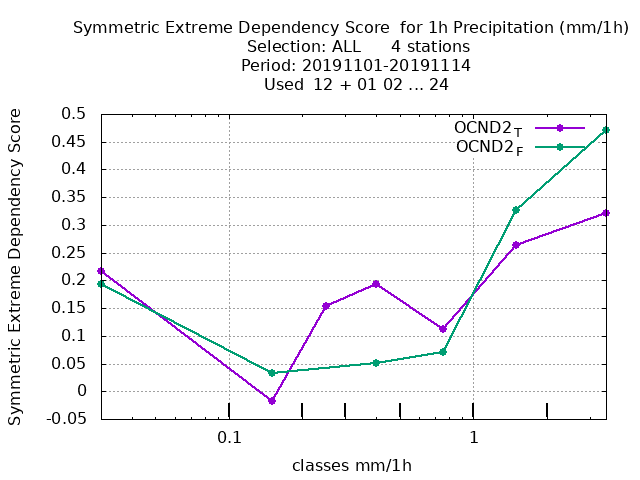 Symmetric Extreme Dependency Score  for 1h Precipitation (mm/1h)
Selection: ALL      4 stations
Period: 20191101-20191114
Used  12 + 01 02 ... 24
Symmetric Extreme Dependency Score
0.5
0.45
0.4
0.35
0.3
0.25
0.2
0.15
0.1
0.05
0
-0.05
OCND2T
OCND2F
0.1
1
classes mm/1h